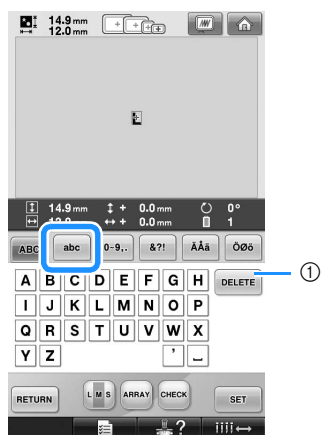 14.9 mm
12.0 mm
14.9 mm + 0.0 mm 0°
+ 0.0 mm 1
ABC abc 0~9,. &?! ÄÅä ÖØö
A B C D E F G H DELETE ①
I J K L M N O P
Q R S T U V W X
Y Z ' ⎵
RETURN L M S ARRAY CHECK SET
?